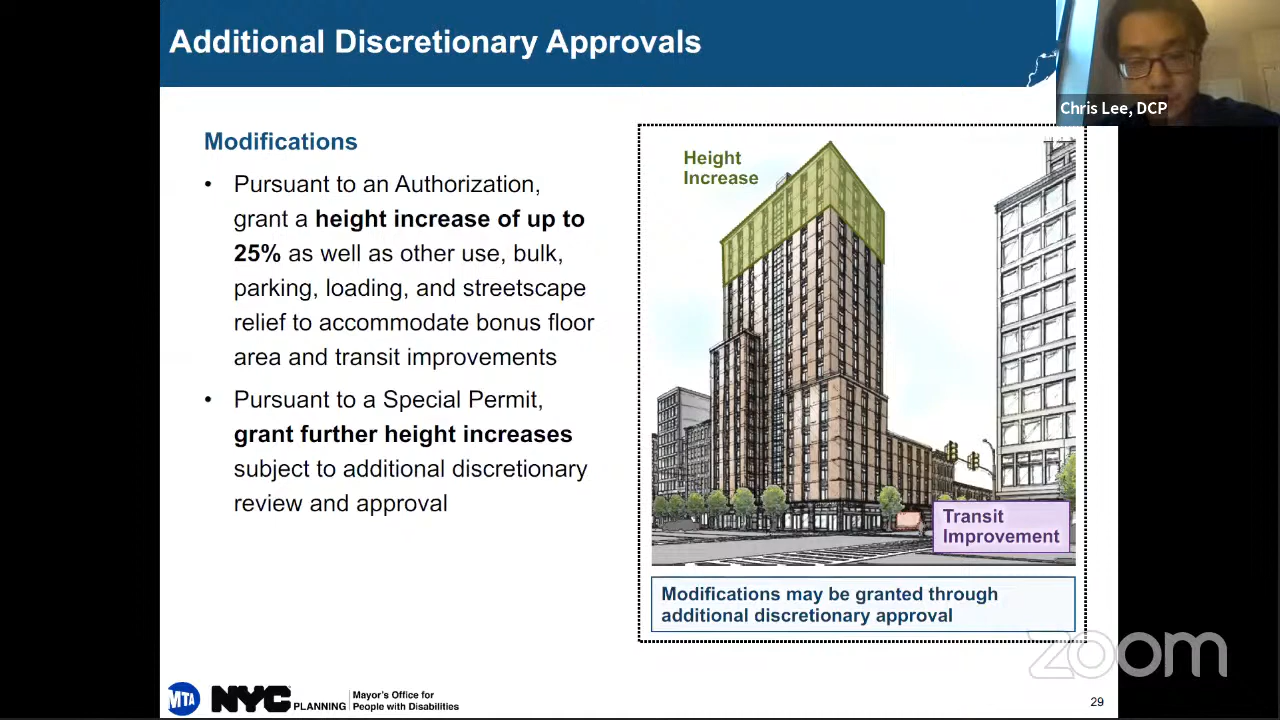 Additional Discretionary Approvals
Chris Lee, DCP
Modifications
• Pursuant to an Authorization,
grant a height increase of up to
25% as well as other use, bulk,
parking, loading, and streetscape
relief to accommodate bonus floor
area and transit improvements
• Pursuant to a Special Permit,
grant further height increases
subject to additional discretionary
review and approval
Height
Increase
Transit
Improvement
Modifications may be granted through
additional discretionary approval
zoom
MTA NYC PLANNING
Mayor's Office for
People with Disabilities
29